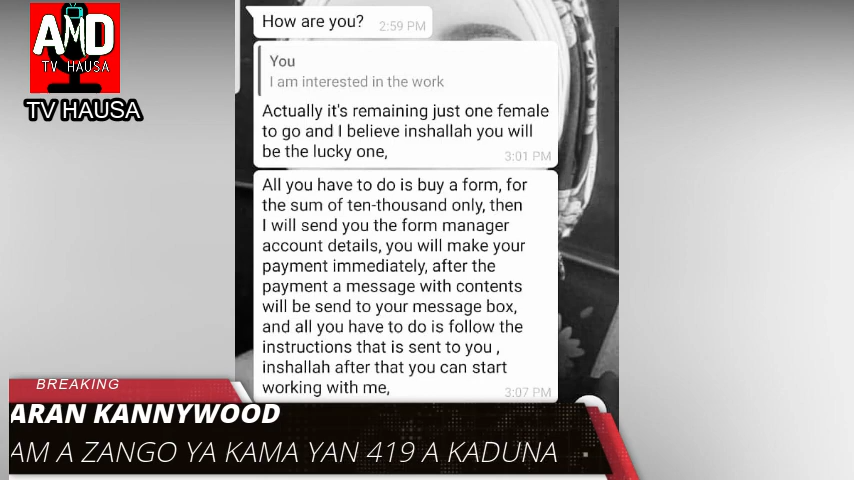 AMD
TV HAUSA
TV HAUSA
How are you? 2:59 PM
You
I am interested in the work
Actually it's remaining just one female
to go and I believe inshallah you will
be the lucky one,
3:01 PM
All you have to do is buy a form, for
the sum of ten-thousand only, then
I will send you the form manager
account details, you will make your
payment immediately, after the
payment a message with contents
will be send to your message box,
and all you have to do is follow the
instructions that is sent to you ,
inshallah after that you can start
working with me,
3:07 PM
BREAKING
ARAN KANNYWOOD
AM A ZANGO YA KAMA YAN 419 A KADUNA